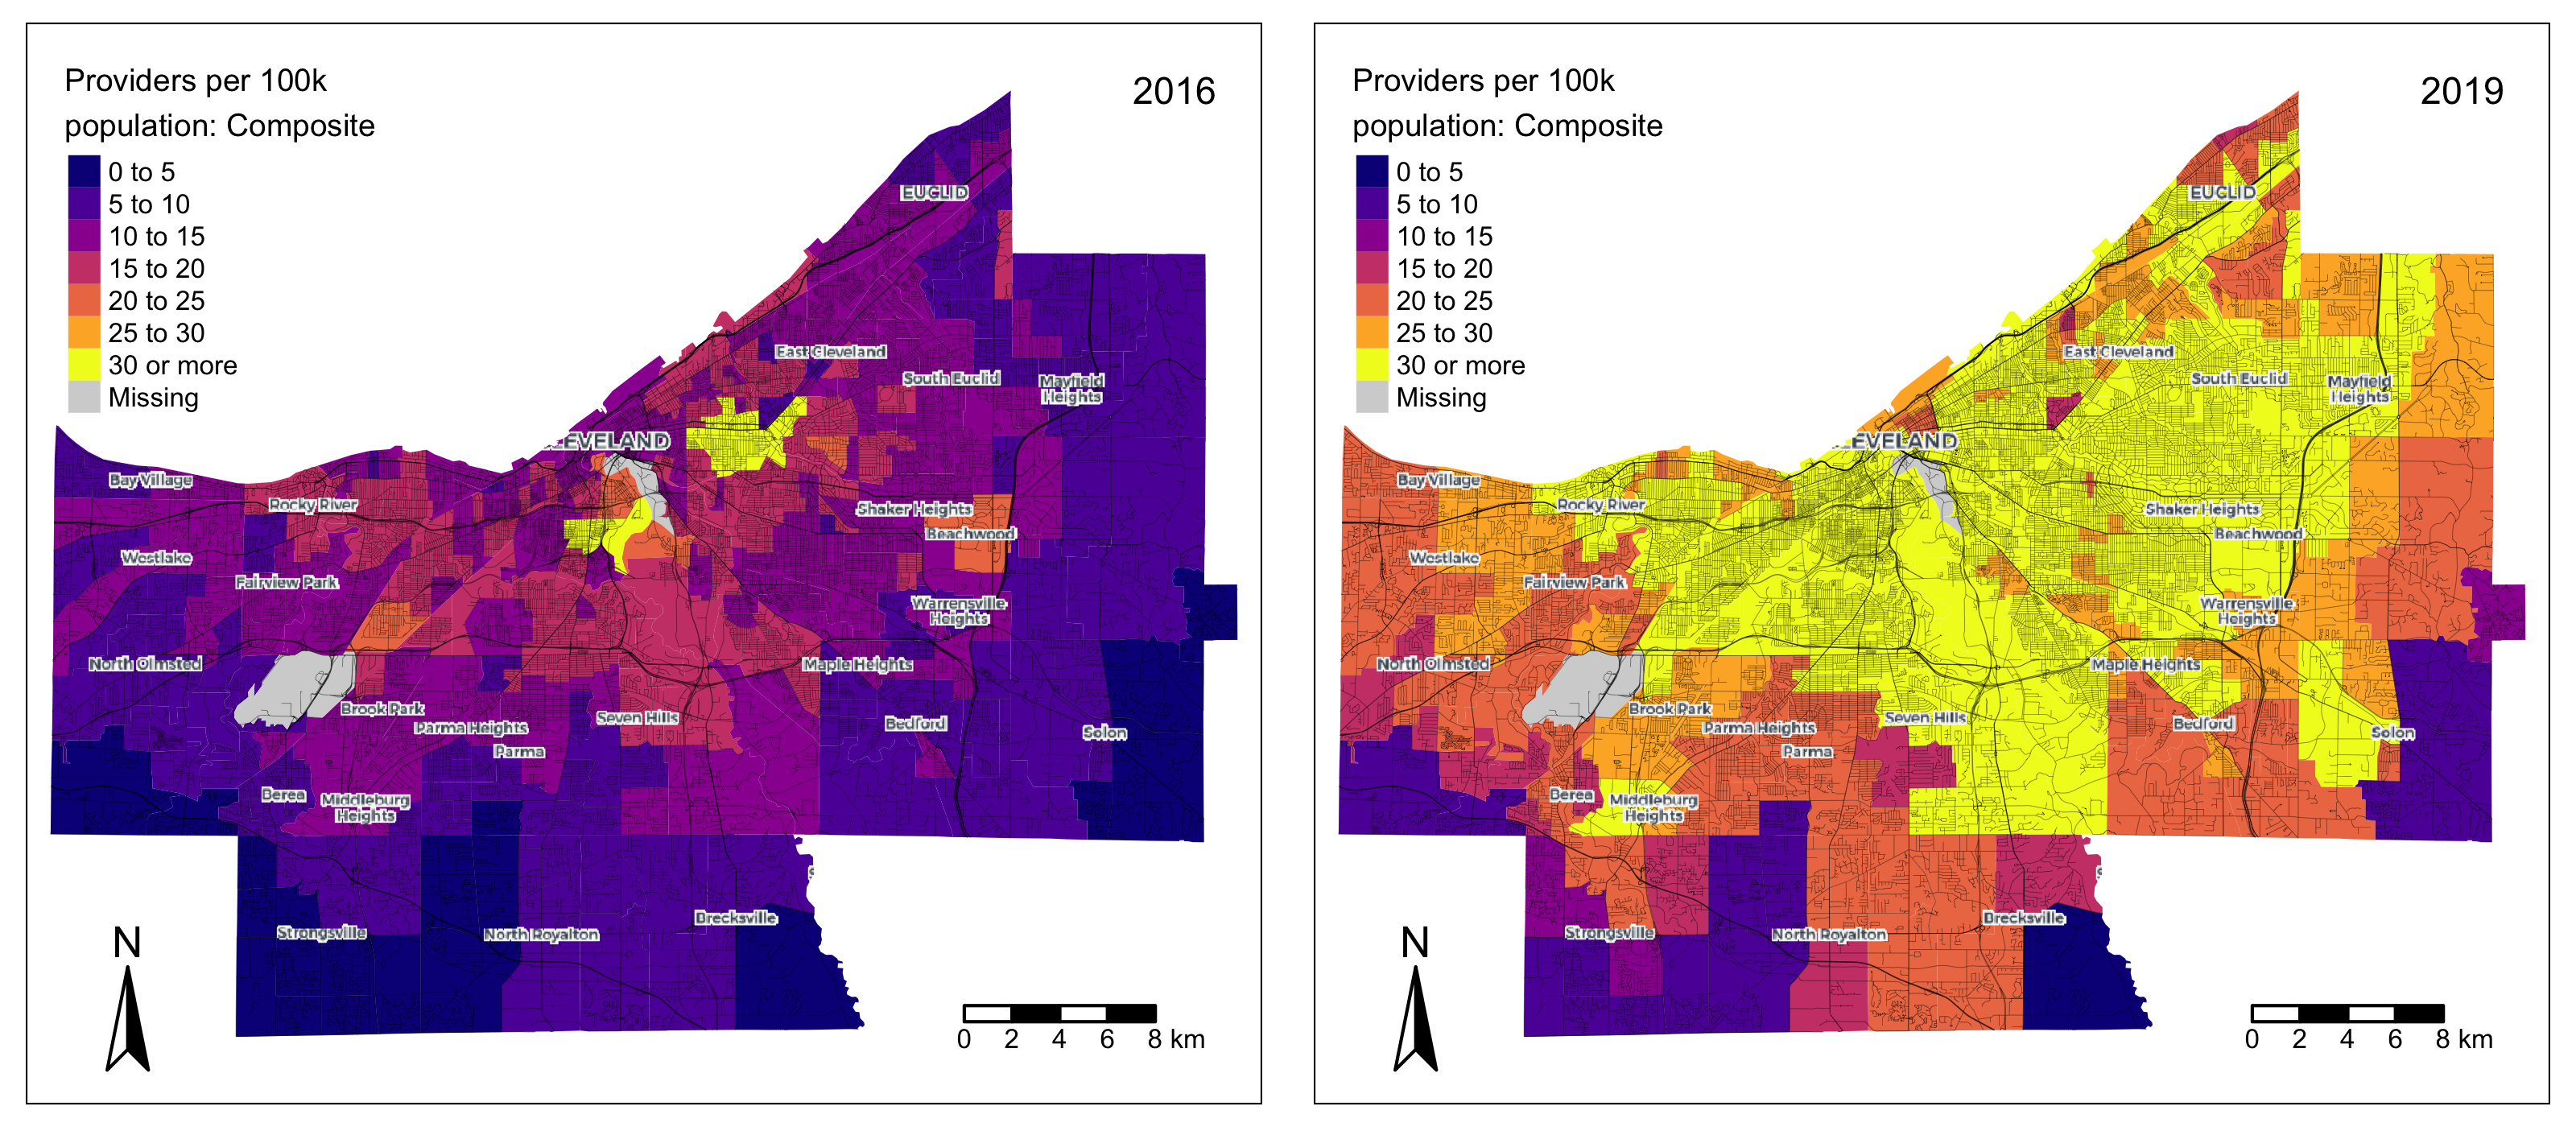 Providers per 100k
population: Composite
2016
0 to 5
5 to 10
10 to 15
15 to 20
20 to 25
25 to 30
30 or more
Missing
EUCLID
East Cleveland
South Euclid
Mayfield
Heights
EVELAND
Bay Village
Rocky River
Shaker Heights
Beachwood
Westlake
Fairview Park
Warrensville
Heights
North Olmsted
Maple Heights
Brook Park
Parma Heights
Seven Hills
Bedford
Solon
Parma
Berea
Middleburg
Heights
Strongsville
North Royalton
Brecksville
N
0 2 4 6 8 km
Providers per 100k
population: Composite
2019
0 to 5
5 to 10
10 to 15
15 to 20
20 to 25
25 to 30
30 or more
Missing
EUCLID
East Cleveland
South Euclid
Mayfield
Heights
EVELAND
Bay Village
Rocky River
Shaker Heights
Beachwood
Westlake
Fairview Park
Warrensville
Heights
North Olmsted
Maple Heights
Brook Park
Parma Heights
Seven Hills
Bedford
Solon
Parma
Berea
Middleburg
Heights
Strongsville
North Royalton
Brecksville
N
0 2 4 6 8 km